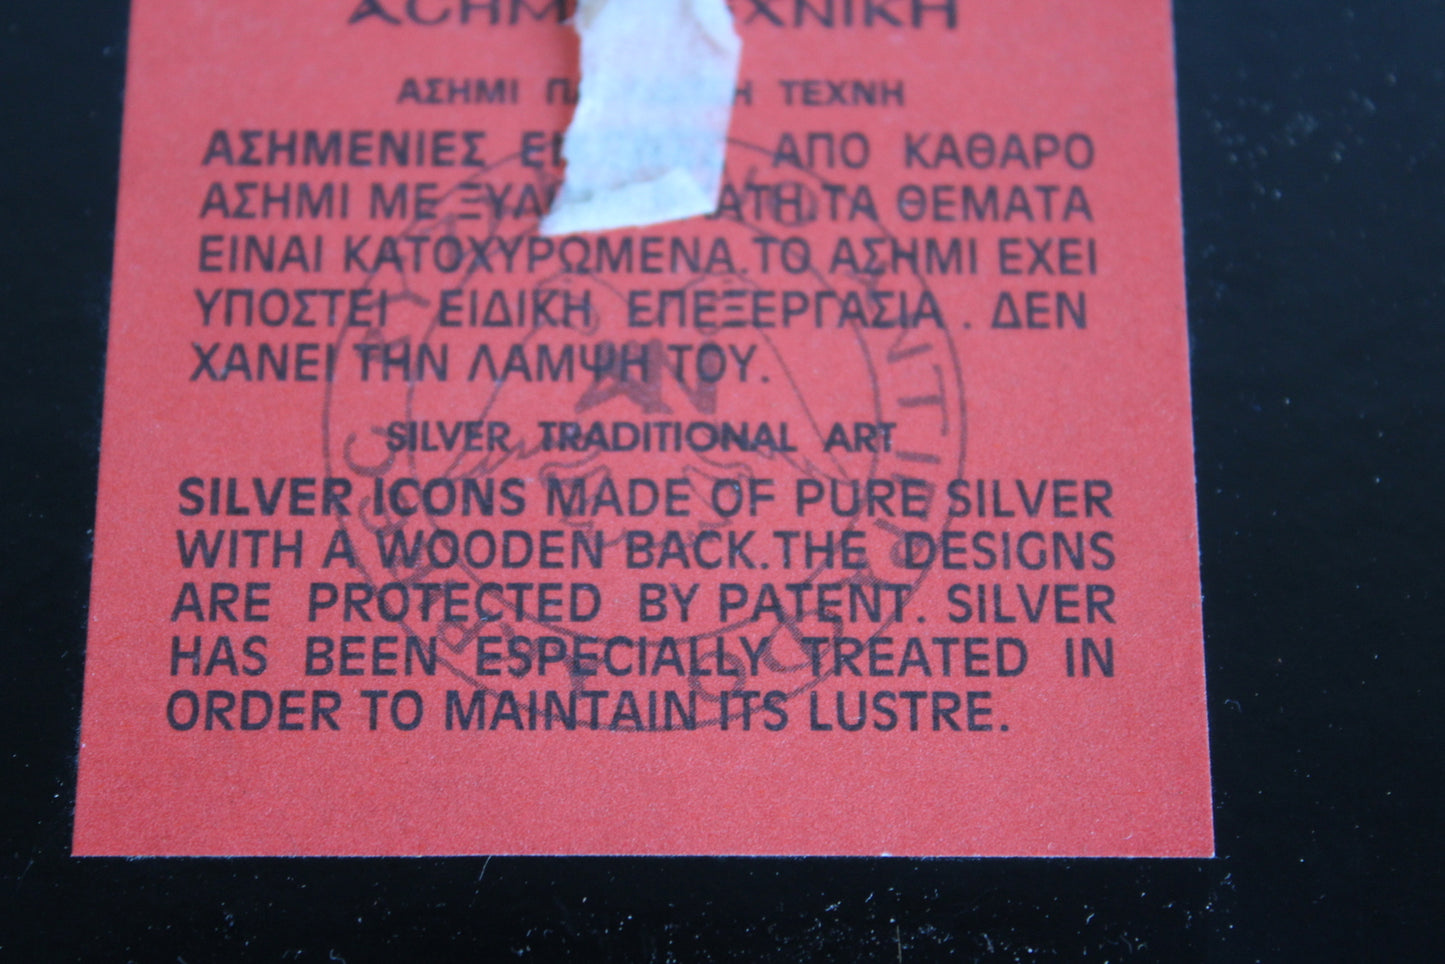 ΑΣΗΜΙ ΤΕΧΝΗ
ΑΣΗΜΕΝΙΕΣ ΑΠΟ ΚΑΘΑΡΟ
ΑΣΗΜΙ ΜΕ ΤΑ ΘΕΜΑΤΑ
ΕΙΝΑΙ ΚΑΤΟΧΥΡΩΜΕΝΑ. ΤΟ ΑΣΗΜΙ ΕΧΕΙ
ΥΠΟΣΤΕΙ ΕΙΔΙΚΗ ΕΠΕΞΕΡΓΑΣΙΑ . ΔΕΝ
ΧΑΝΕΙ ΤΗΝ ΛΑΜΨΗ ΤΟΥ.
SILVER TRADITIONAL ART
SILVER ICONS MADE OF PURE SILVER
WITH A WOODEN BACK. THE DESIGNS
ARE PROTECTED BY PATENT. SILVER
HAS BEEN ESPECIALLY TREATED IN
ORDER TO MAINTAIN ITS LUSTRE.